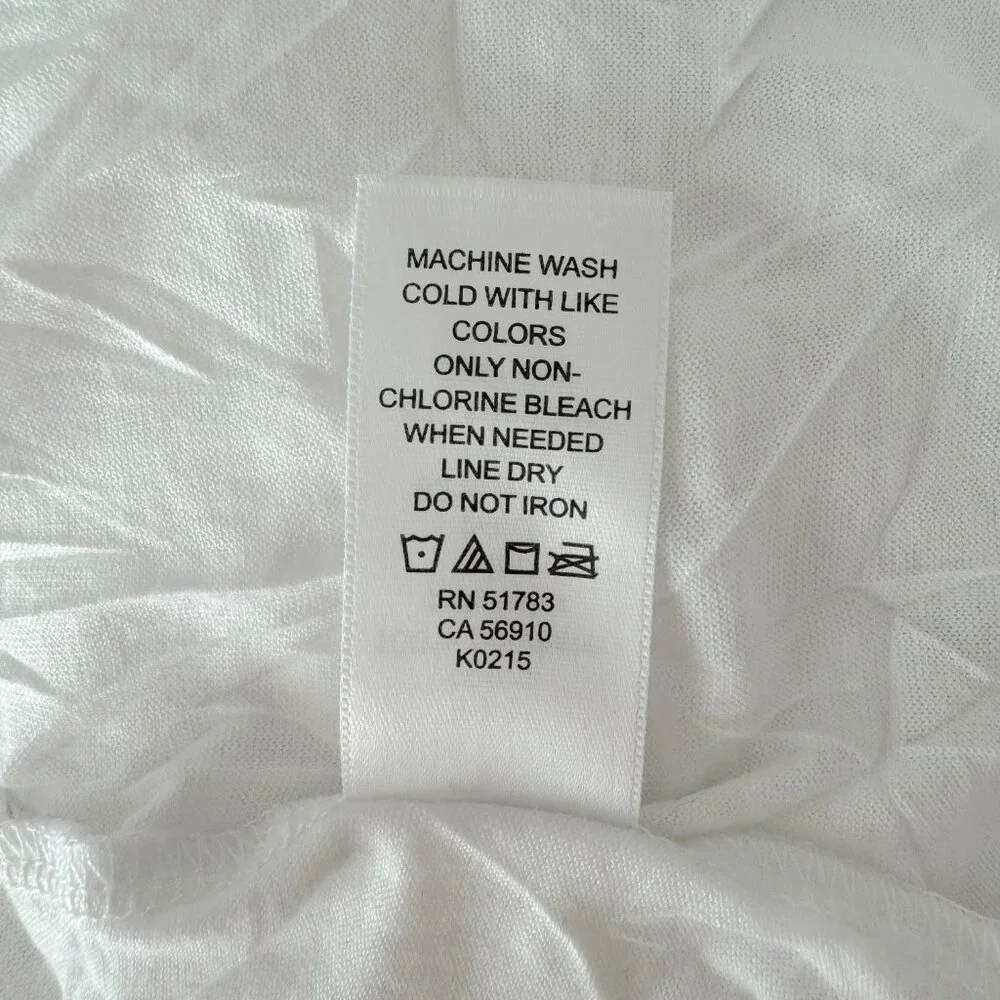 MACHINE WASH
COLD WITH LIKE
COLORS
ONLY NON-
CHLORINE BLEACH
WHEN NEEDED
LINE DRY
DO NOT IRON
RN 51783
CA 56910
K0215